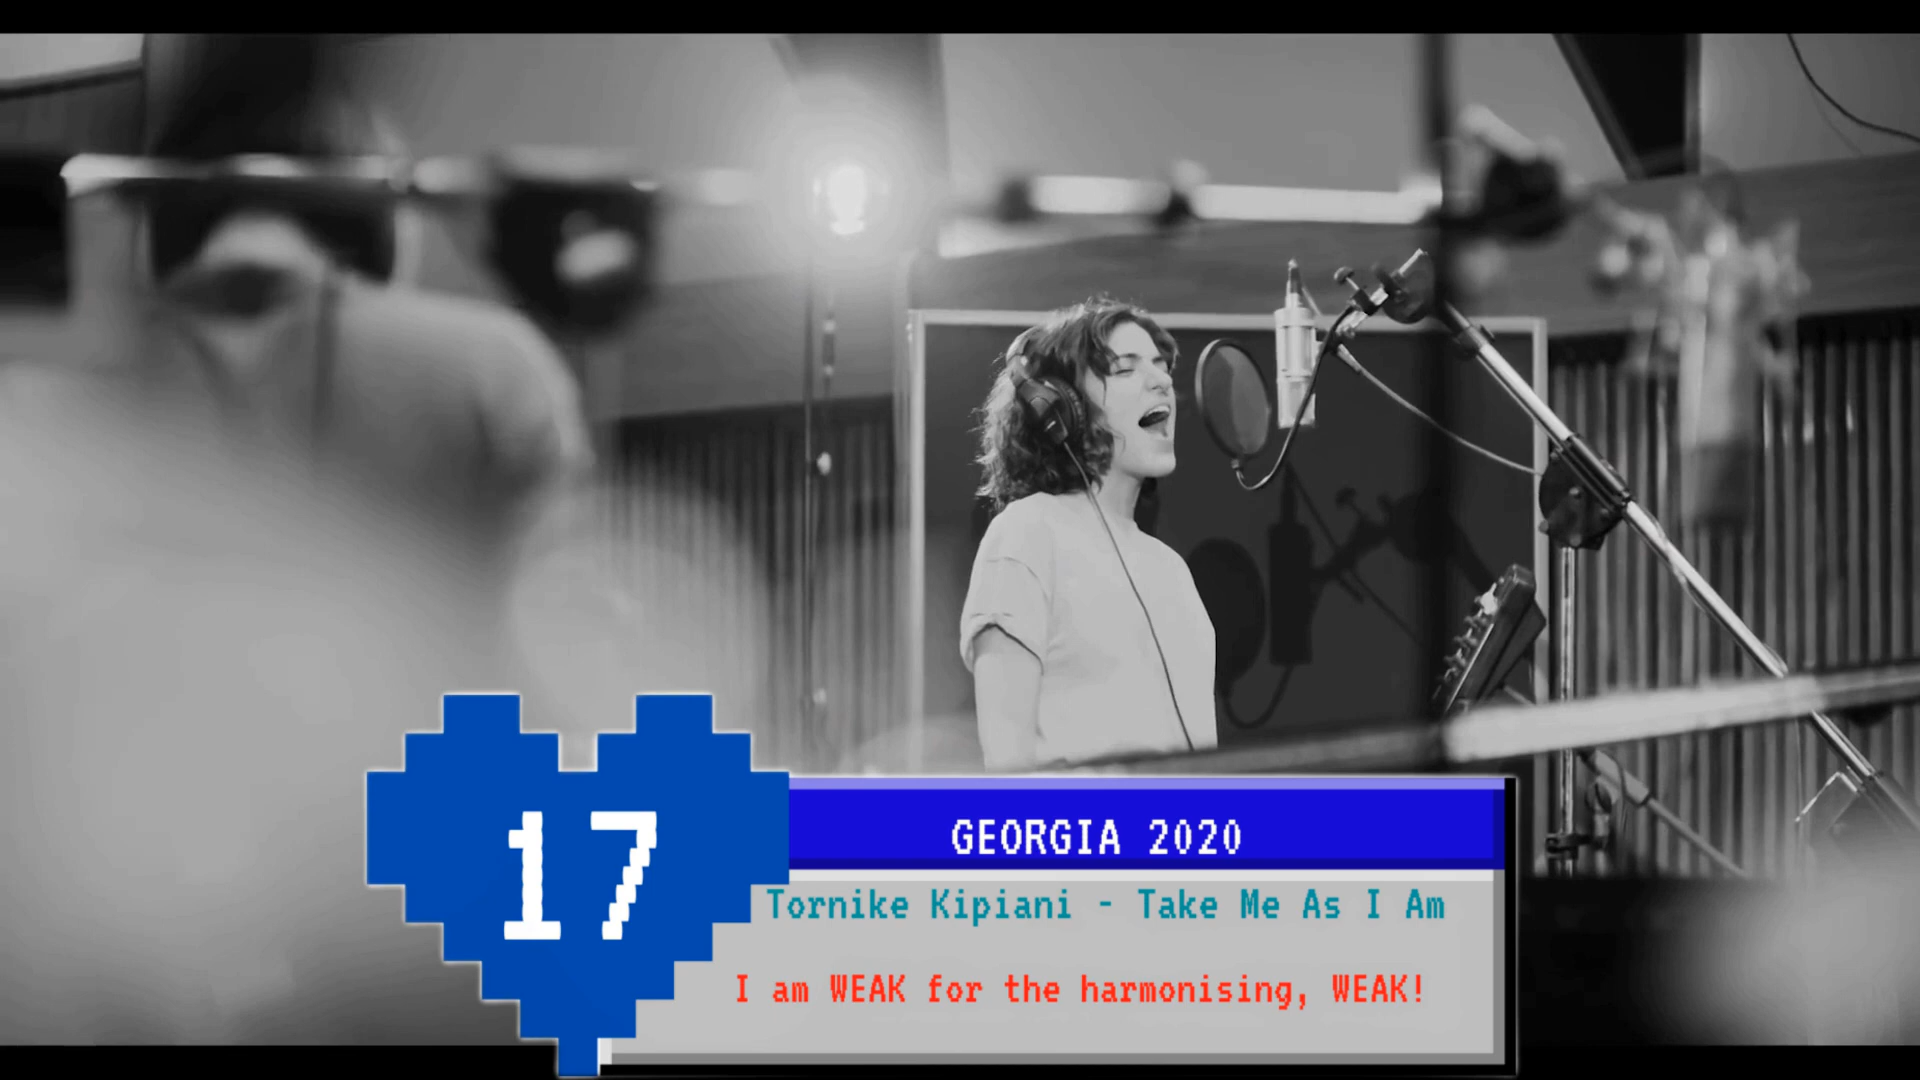 17
GEORGIA 2020
Tornike Kipiani - Take Me As I Am
I am WEAK for the harmonising, WEAK!